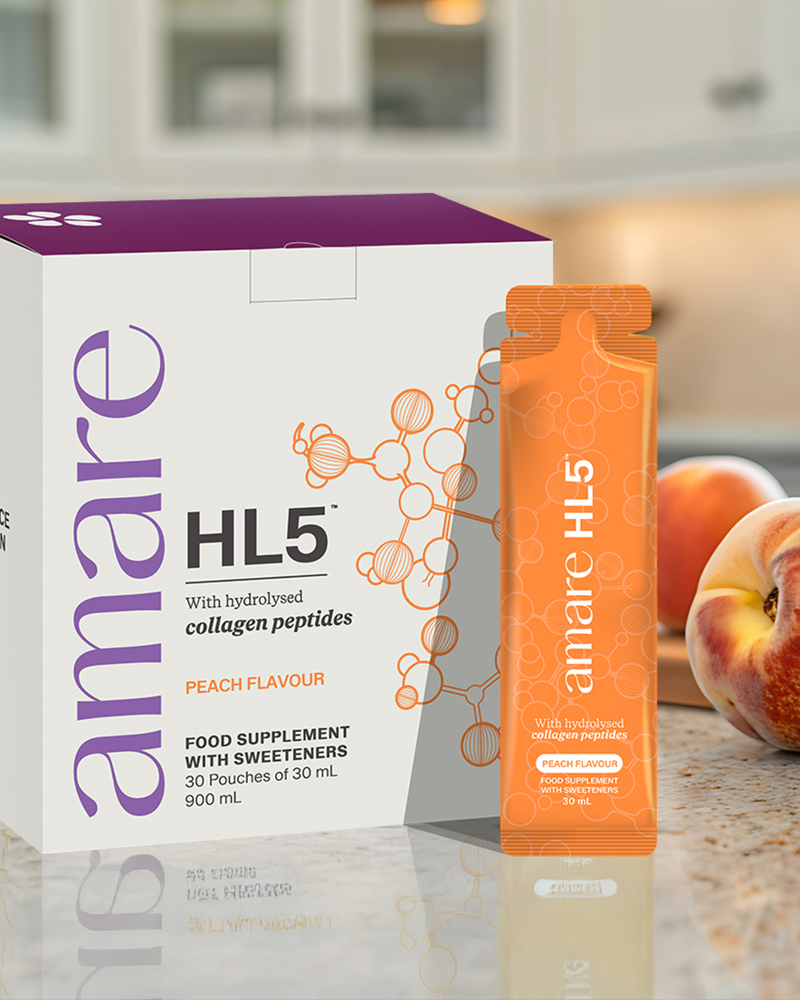 amare
HL5™
With hydrolysed
collagen peptides
PEACH FLAVOUR
FOOD SUPPLEMENT
WITH SWEETENERS
30 Pouches of 30 mL
900 mL
CE
N
amare HL5™
With hydrolysed
collagen peptides
PEACH FLAVOUR
FOOD SUPPLEMENT
WITH SWEETENERS
30 mL